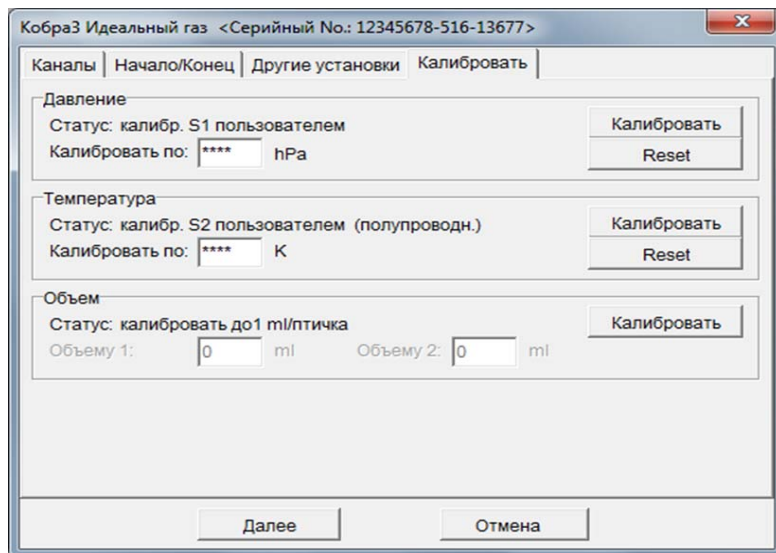 Кобра3 Идеальный газ <Серийный No.: 12345678-516-13677>
Каналы Начало/Конец Другие установки Калибровать
Давление
Статус: калибр. S1 пользователем Калибровать
Калибровать по: **** hPa Reset
Температура
Статус: калибр. S2 пользователем (полупроводн.) Калибровать
Калибровать по: **** K Reset
Объем
Статус: калибровать до1 ml/птичка Калибровать
Объему 1: 0 ml Объему 2: 0 ml
Далее Отмена